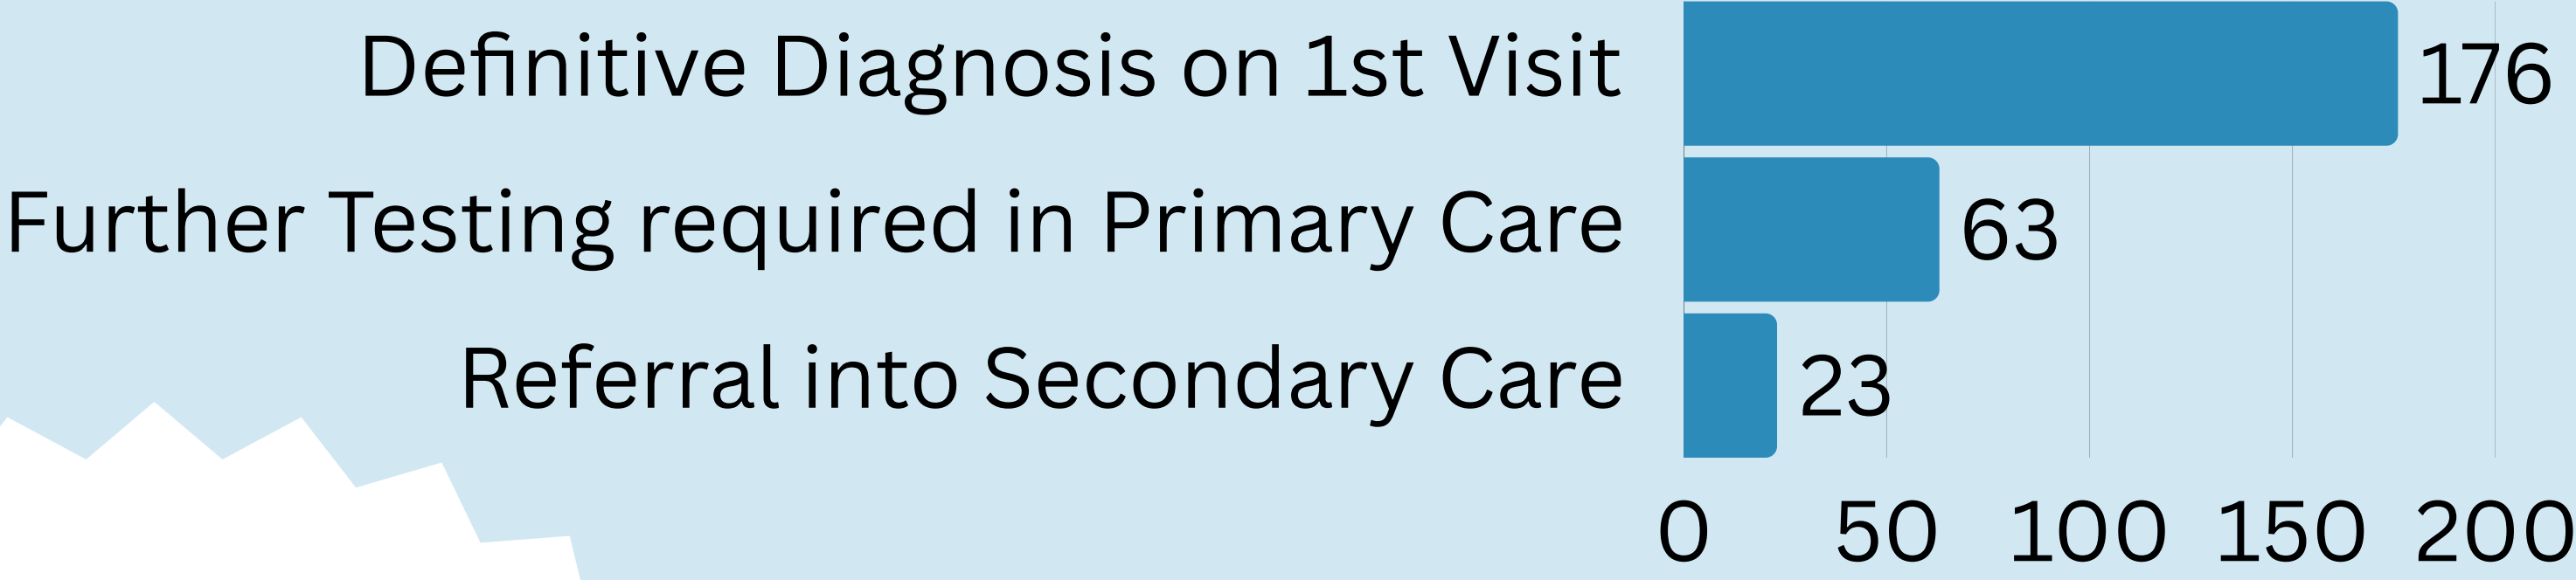 Definitive Diagnosis on 1st Visit 176
Further Testing required in Primary Care 63
Referral into Secondary Care 23
0 50 100 150 200